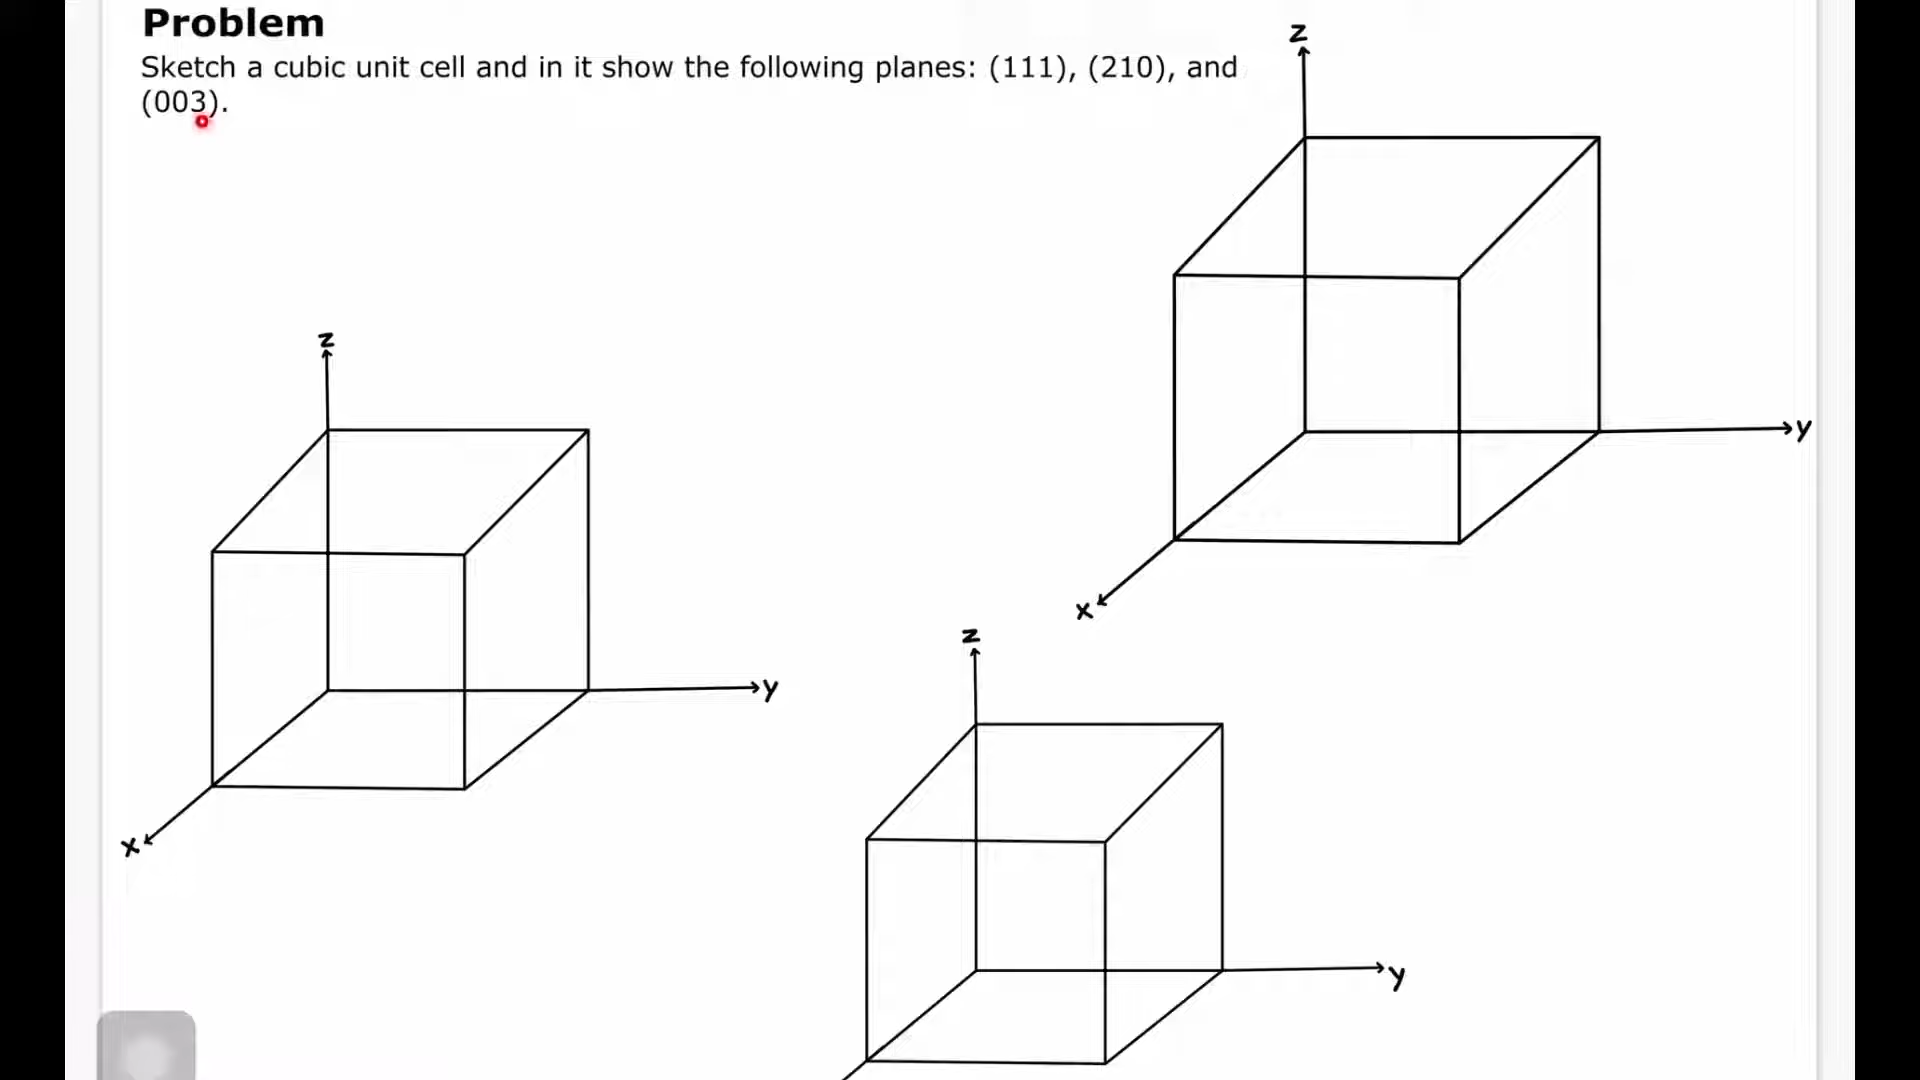 Problem
Sketch a cubic unit cell and in it show the following planes: (111), (210), and
(003).
z
y
x
z
y
x
z
y